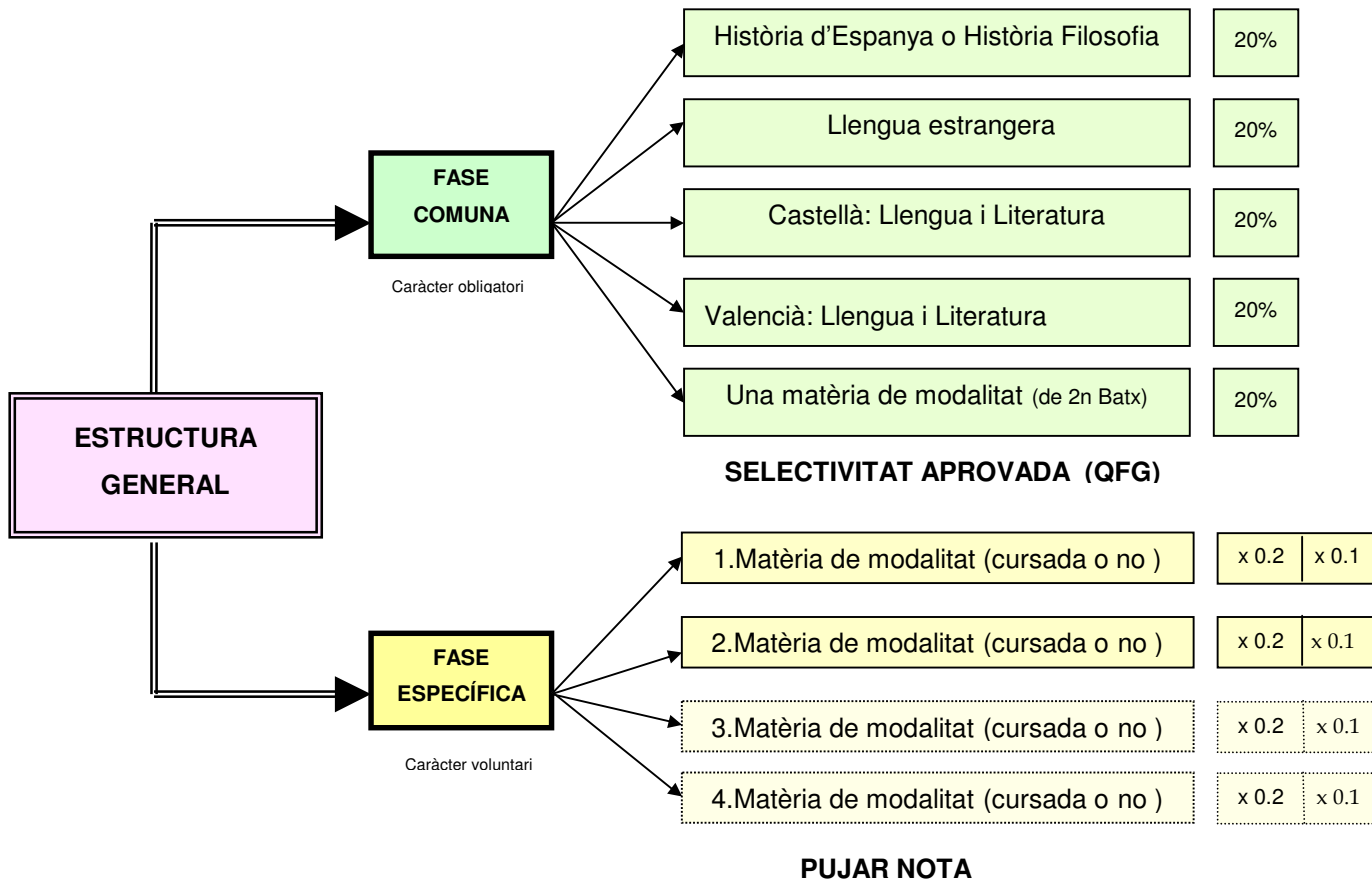 Història d’Espanya o Història Filosofia
20%
Llengua estrangera
20%
FASE
COMUNA
Castellà: Llengua i Literatura
20%
Caràcter obligatori
Valencià: Llengua i Literatura
20%
Una matèria de modalitat (de 2n Batx)
20%
ESTRUCTURA
GENERAL
SELECTIVITAT APROVADA (QFG)
1.Matèria de modalitat (cursada o no )
x 0.2
x 0.1
2.Matèria de modalitat (cursada o no )
x 0.2
x 0.1
FASE
ESPECÍFICA
3.Matèria de modalitat (cursada o no )
x 0.2
x 0.1
Caràcter voluntari
4.Matèria de modalitat (cursada o no )
x 0.2
x 0.1
PUJAR NOTA